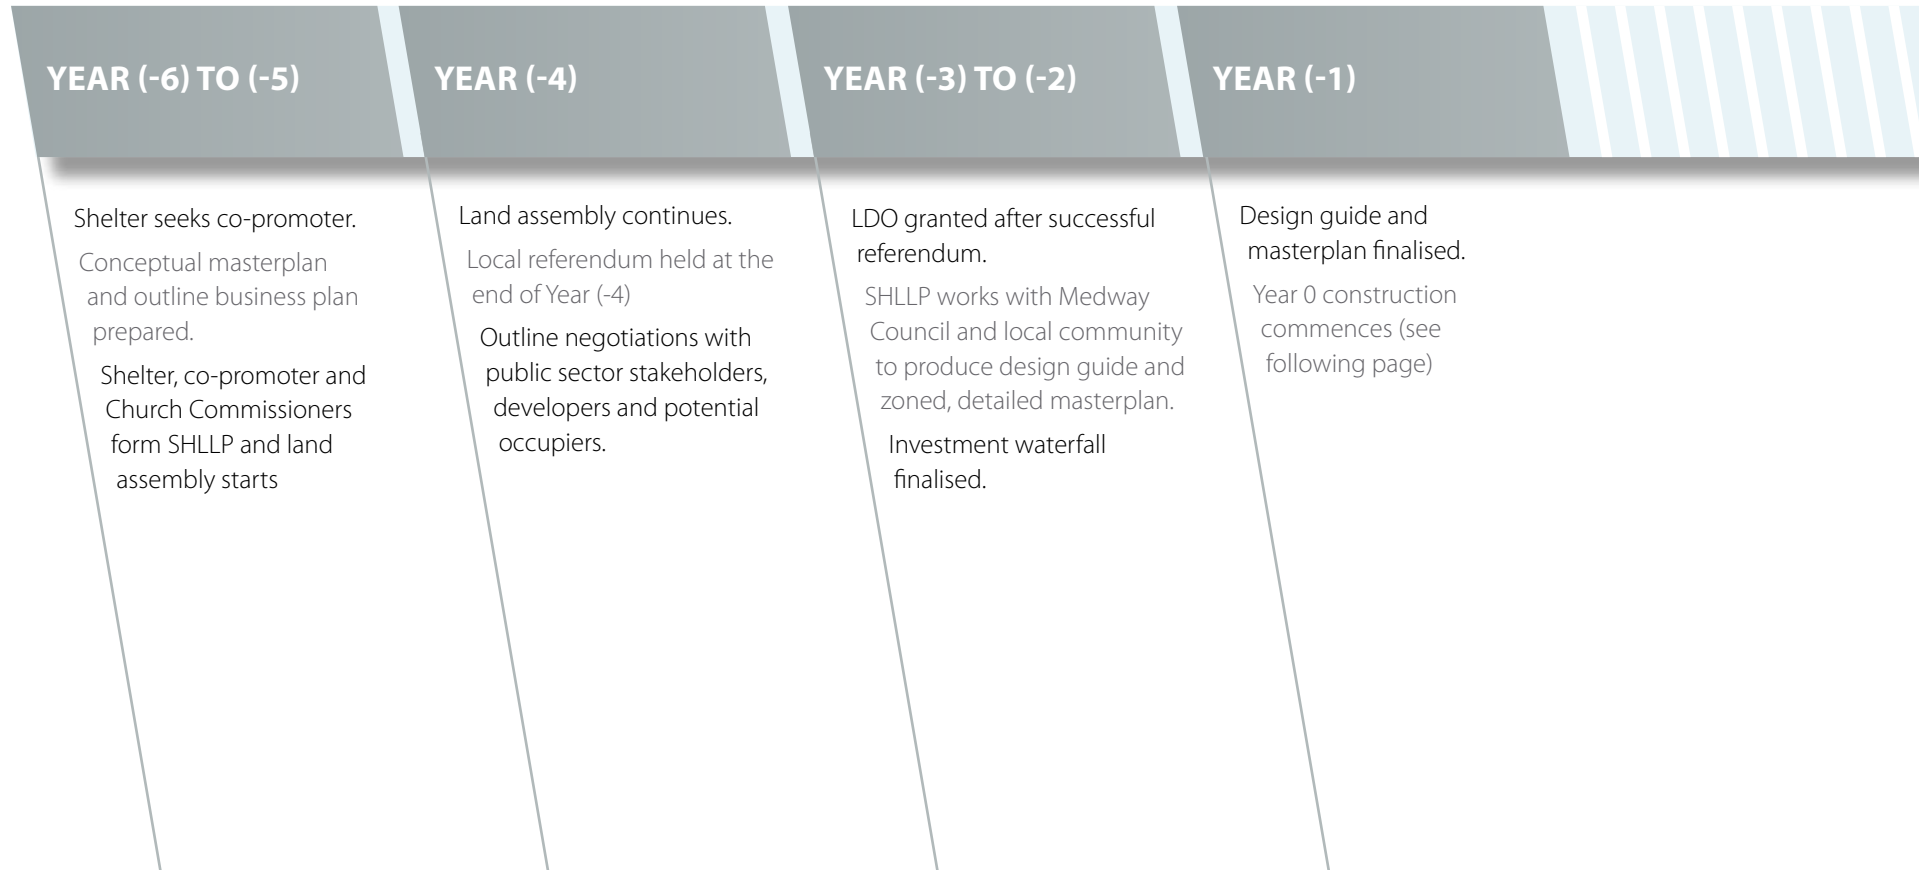 YEAR (-6) TO (-5)
Shelter seeks co-promoter.
Conceptual masterplan
and outline business plan
prepared.
Shelter, co-promoter and
Church Commissioners
form SHLLP and land
assembly starts
YEAR (-4)
Land assembly continues.
Local referendum held at the
end of Year (-4)
Outline negotiations with
public sector stakeholders,
developers and potential
occupiers.
YEAR (-3) TO (-2)
LDO granted after successful
referendum.
SHLLP works with Medway
Council and local community
to produce design guide and
zoned, detailed masterplan.
Investment waterfall
finalised.
YEAR (-1)
Design guide and
masterplan finalised.
Year 0 construction
commences (see
following page)